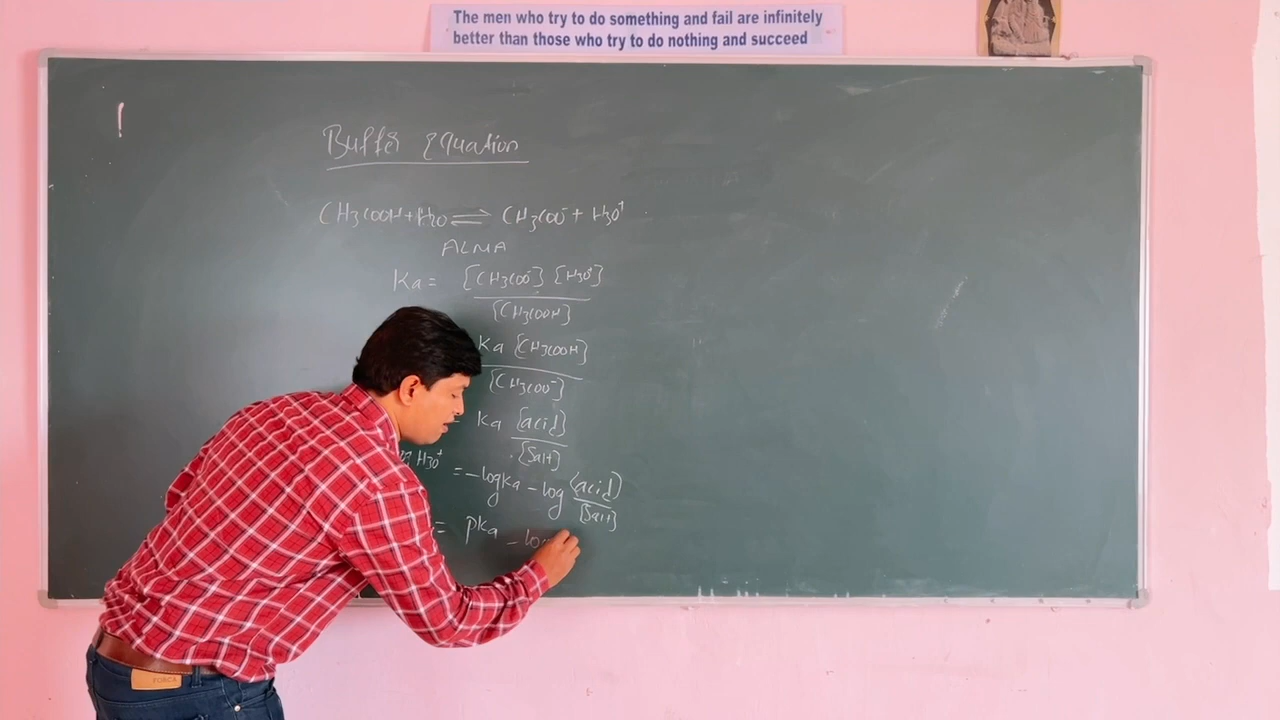 The men who try to do something and fail are infinitely
better than those who try to do nothing and succeed
Buffer Equation
CH3COOH + H2O ⇌ CH3COO⁻ + H3O⁺
ALMA
Ka = [CH3COO⁻] [H3O⁺]
[CH3COOH]
Ka [CH3COOH]
[CH3COO⁻]
Ka [acid]
[Salt]
H3O⁺ = -log Ka - log [acid]
[Salt]
= PKa - log
FORCA